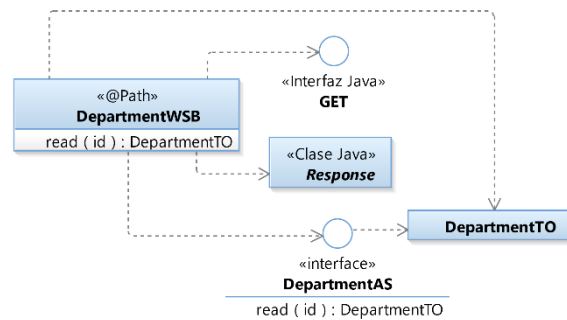 «@Path»
DepartmentWSB
read ( id ) : DepartmentTO
«Interfaz Java»
GET
«Clase Java»
Response
DepartmentTO
«interface»
DepartmentAS
read ( id ) : DepartmentTO